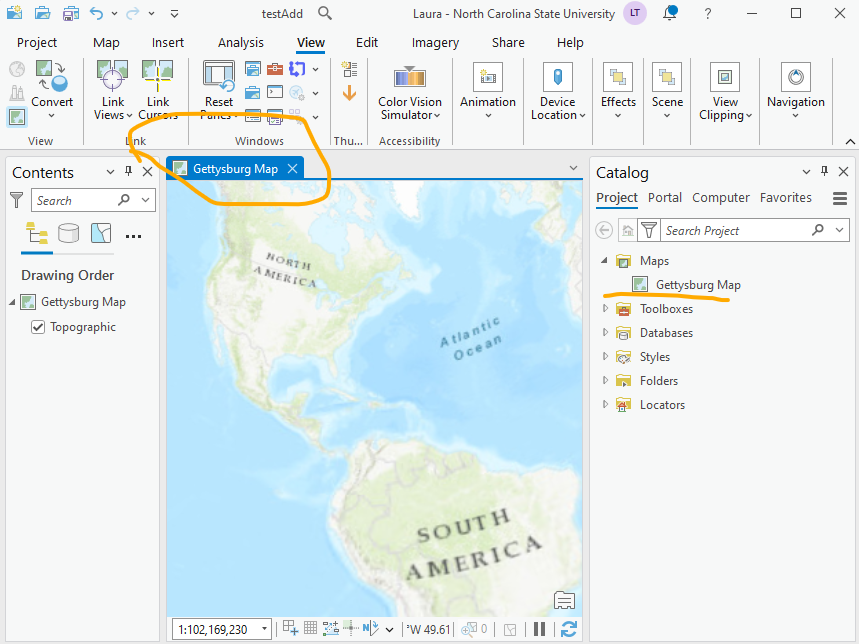 testAdd
Laura - North Carolina State University
LT
?
Project
Map
Insert
Analysis
View
Edit
Imagery
Share
Help
Convert
Link
Views
Link
Cursors
Reset
Panes
Color Vision
Simulator
Animation
Device
Location
Effects
Scene
View
Clipping
Navigation
View
Link
Windows
Thu...
Accessibility
Contents
Search
Drawing Order
Gettysburg Map
Topographic
Gettysburg Map
NORTH
AMERICA
Atlantic
Ocean
SOUTH
AMERICA
1:102,169,230
°W 49.61
0
Catalog
Project
Portal
Computer
Favorites
Search Project
Maps
Gettysburg Map
Toolboxes
Databases
Styles
Folders
Locators